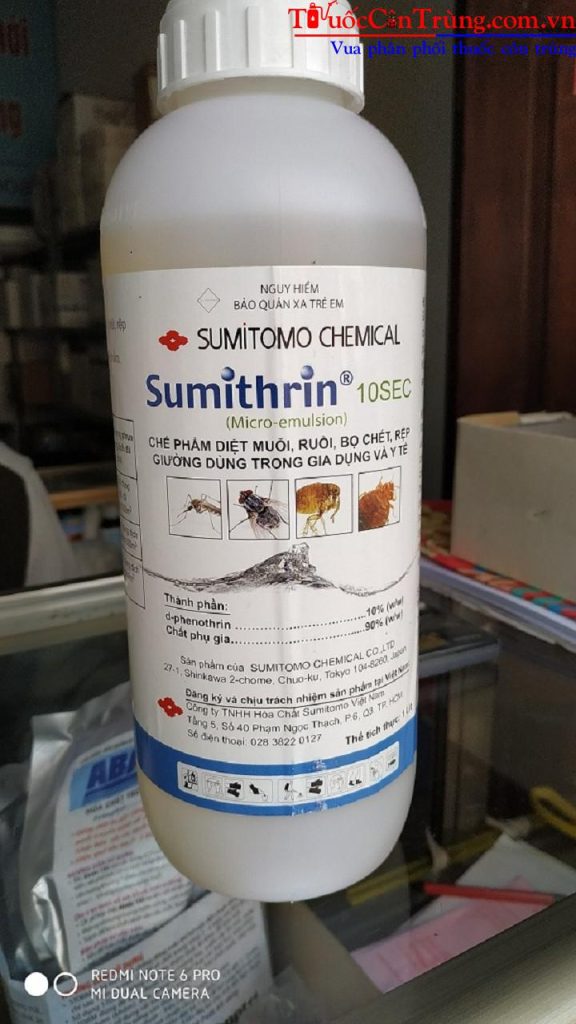 ThuốcCônTrùng.com.vn
Vua phân phối thuốc côn trùng
NGUY HIỂM
BẢO QUẢN XA TRẺ EM
SUMITOMO CHEMICAL
Sumithrin® 10SEC
(Micro-emulsion)
CHẾ PHẨM DIỆT MUỖI, RUỒI, BỌ CHÉT, RỆP
GIƯỜNG DÙNG TRONG GIA DỤNG VÀ Y TẾ
Thành phần:
d-phenothrin ........................ 10% (w/w)
Chất phụ gia........................ 90% (w/w)
Sản phẩm của SUMITOMO CHEMICAL CO.,LTD
27-1, Shinkawa 2-chome, Chuo-ku, Tokyo 104-8260, Japan
Đăng ký và chịu trách nhiệm sản phẩm tại Việt Nam:
Công ty TNHH Hóa Chất Sumitomo Việt Nam
Tầng 5, Số 40 Phạm Ngọc Thạch, P.6, Q3, TP. HCM
Số điện thoại: 028 3822 0127
Thể tích thực: 1 Lít
ABA
REDMI NOTE 6 PRO
MI DUAL CAMERA